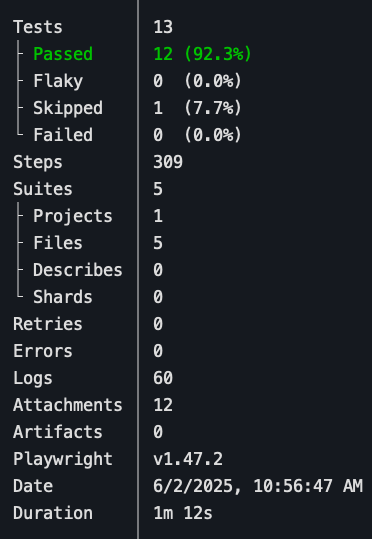 Tests 13
├ Passed 12 (92.3%)
├ Flaky 0 (0.0%)
├ Skipped 1 (7.7%)
└ Failed 0 (0.0%)
Steps 309
Suites 5
├ Projects 1
├ Files 5
├ Describes 0
└ Shards 0
Retries 0
Errors 0
Logs 60
Attachments 12
Artifacts 0
Playwright v1.47.2
Date 6/2/2025, 10:56:47 AM
Duration 1m 12s